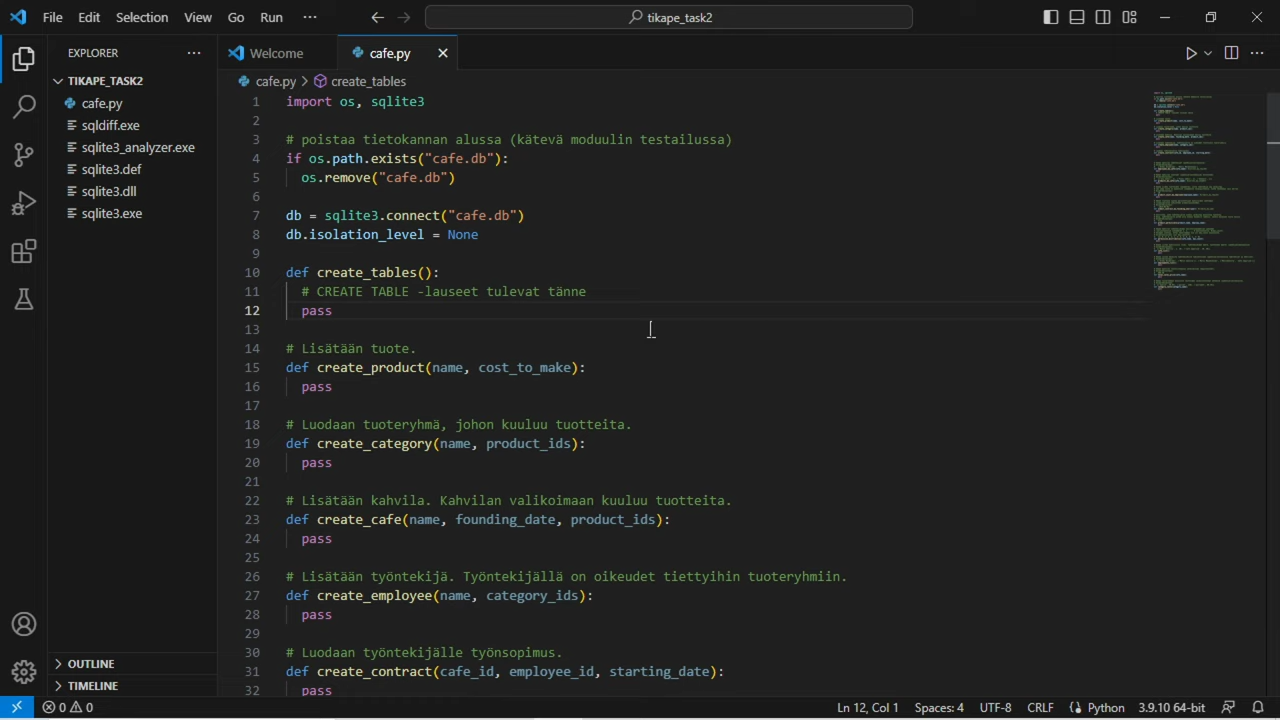 File Edit Selection View Go Run ··· tikape_task2
EXPLORER ···
TIKAPE_TASK2
cafe.py
sqldiff.exe
sqlite3_analyzer.exe
sqlite3.def
sqlite3.dll
sqlite3.exe
OUTLINE
TIMELINE
Welcome cafe.py
cafe.py > create_tables
1 import os, sqlite3
2
3 # poistaa tietokannan alussa (kätevä moduulin testailussa)
4 if os.path.exists("cafe.db"):
5 os.remove("cafe.db")
6
7 db = sqlite3.connect("cafe.db")
8 db.isolation_level = None
9
10 def create_tables():
11 # CREATE TABLE -lauseet tulevat tänne
12 pass
13
14 # Lisätään tuote.
15 def create_product(name, cost_to_make):
16 pass
17
18 # Luodaan tuoteryhmä, johon kuuluu tuotteita.
19 def create_category(name, product_ids):
20 pass
21
22 # Lisätään kahvila. Kahvilan valikoimaan kuuluu tuotteita.
23 def create_cafe(name, founding_date, product_ids):
24 pass
25
26 # Lisätään työntekijä. Työntekijällä on oikeudet tiettyihin tuoteryhmiin.
27 def create_employee(name, category_ids):
28 pass
29
30 # Luodaan työntekijälle työnsopimus.
31 def create_contract(cafe_id, employee_id, starting_date):
32 pass
0 0 Ln 12, Col 1 Spaces: 4 UTF-8 CRLF Python 3.9.10 64-bit